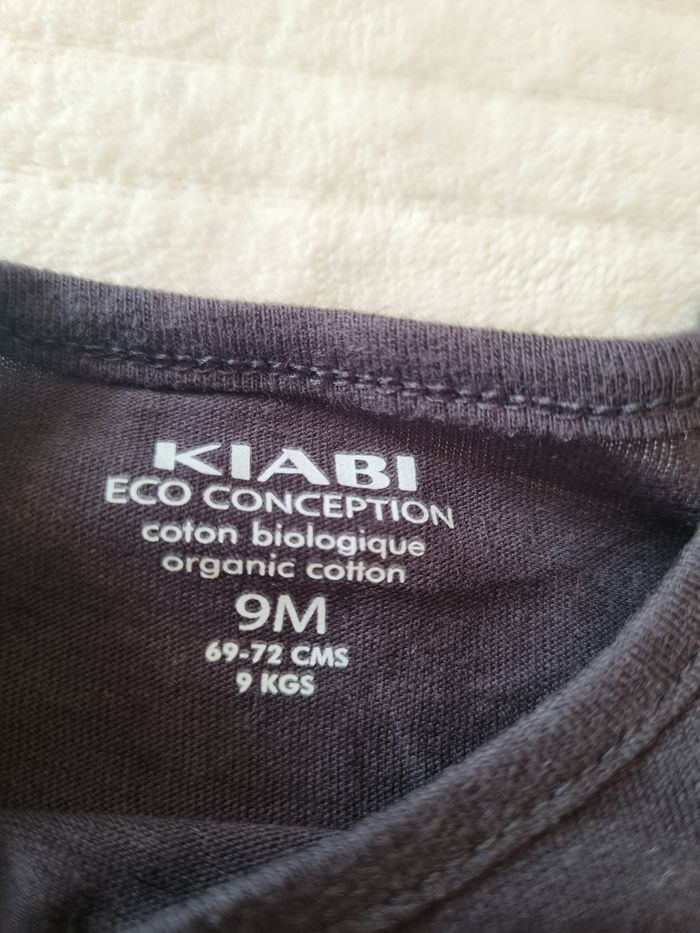 KIABI
ECO CONCEPTION
coton biologique
organic cotton
9M
69-72 CMS
9 KGS